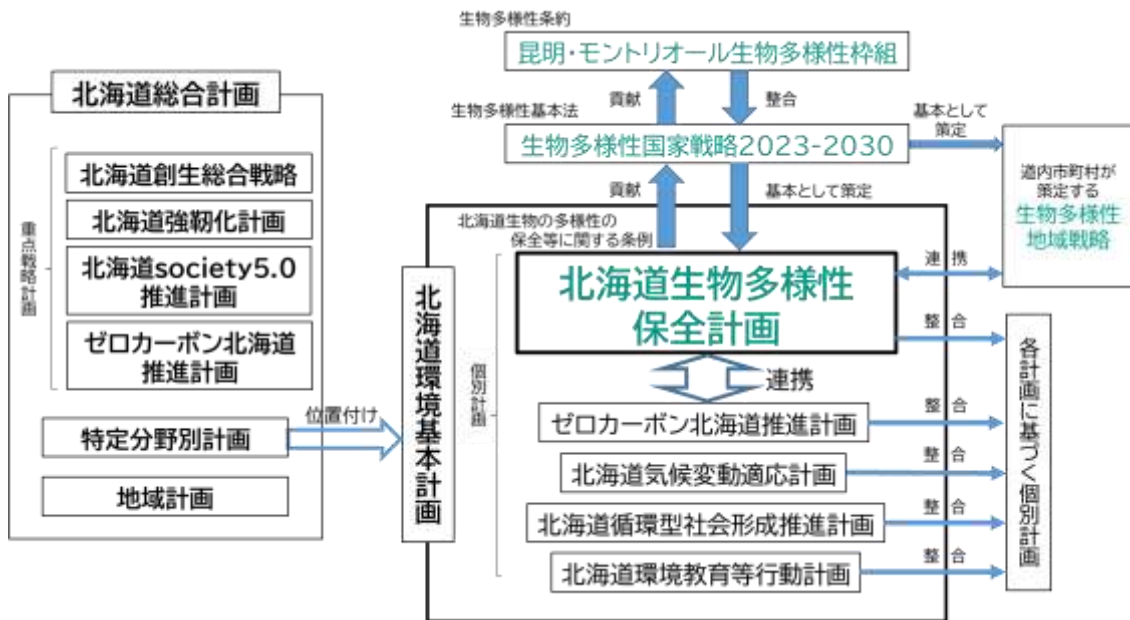 生物多様性条約
昆明・モントリオール生物多様性枠組
貢献
整合
生物多様性基本法
生物多様性国家戦略2023-2030
基本として
策定
貢献
基本として策定
道内市町村が
策定する
生物多様性
地域戦略
北海道総合計画
重点戦略計画
北海道創生総合戦略
北海道強靭化計画
北海道society5.0
推進計画
ゼロカーボン北海道
推進計画
特定分野別計画
地域計画
位置付け
北海道環境基本計画
北海道生物の多様性の
保全等に関する条例
個別計画
北海道生物多様性
保全計画
連携
ゼロカーボン北海道推進計画
北海道気候変動適応計画
北海道循環型社会形成推進計画
北海道環境教育等行動計画
連携
整合
整合
整合
整合
整合
各計画に基づく個別計画